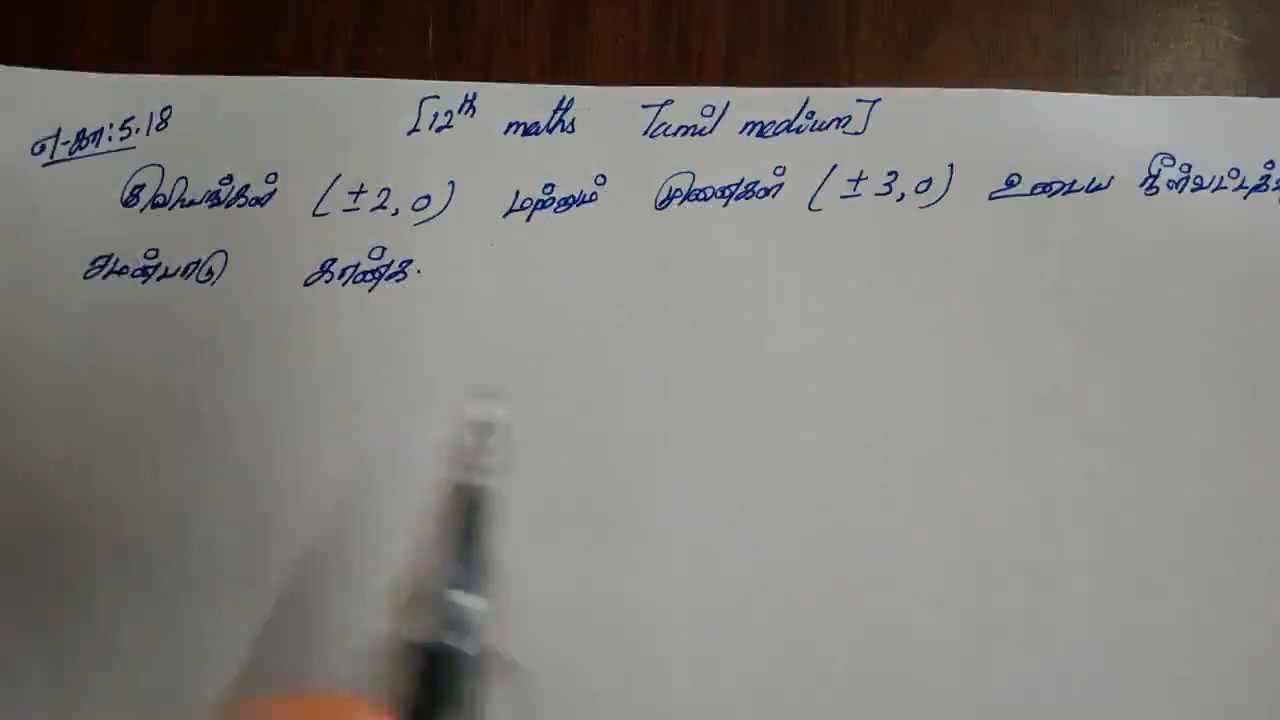 எ-கா:5.18
[12th maths Tamil medium]
குவியங்கள் (±2,0) மற்றும் முனைகள் (±3,0) உடைய நீள்வட்டத்
சமன்பாடு காண்க.